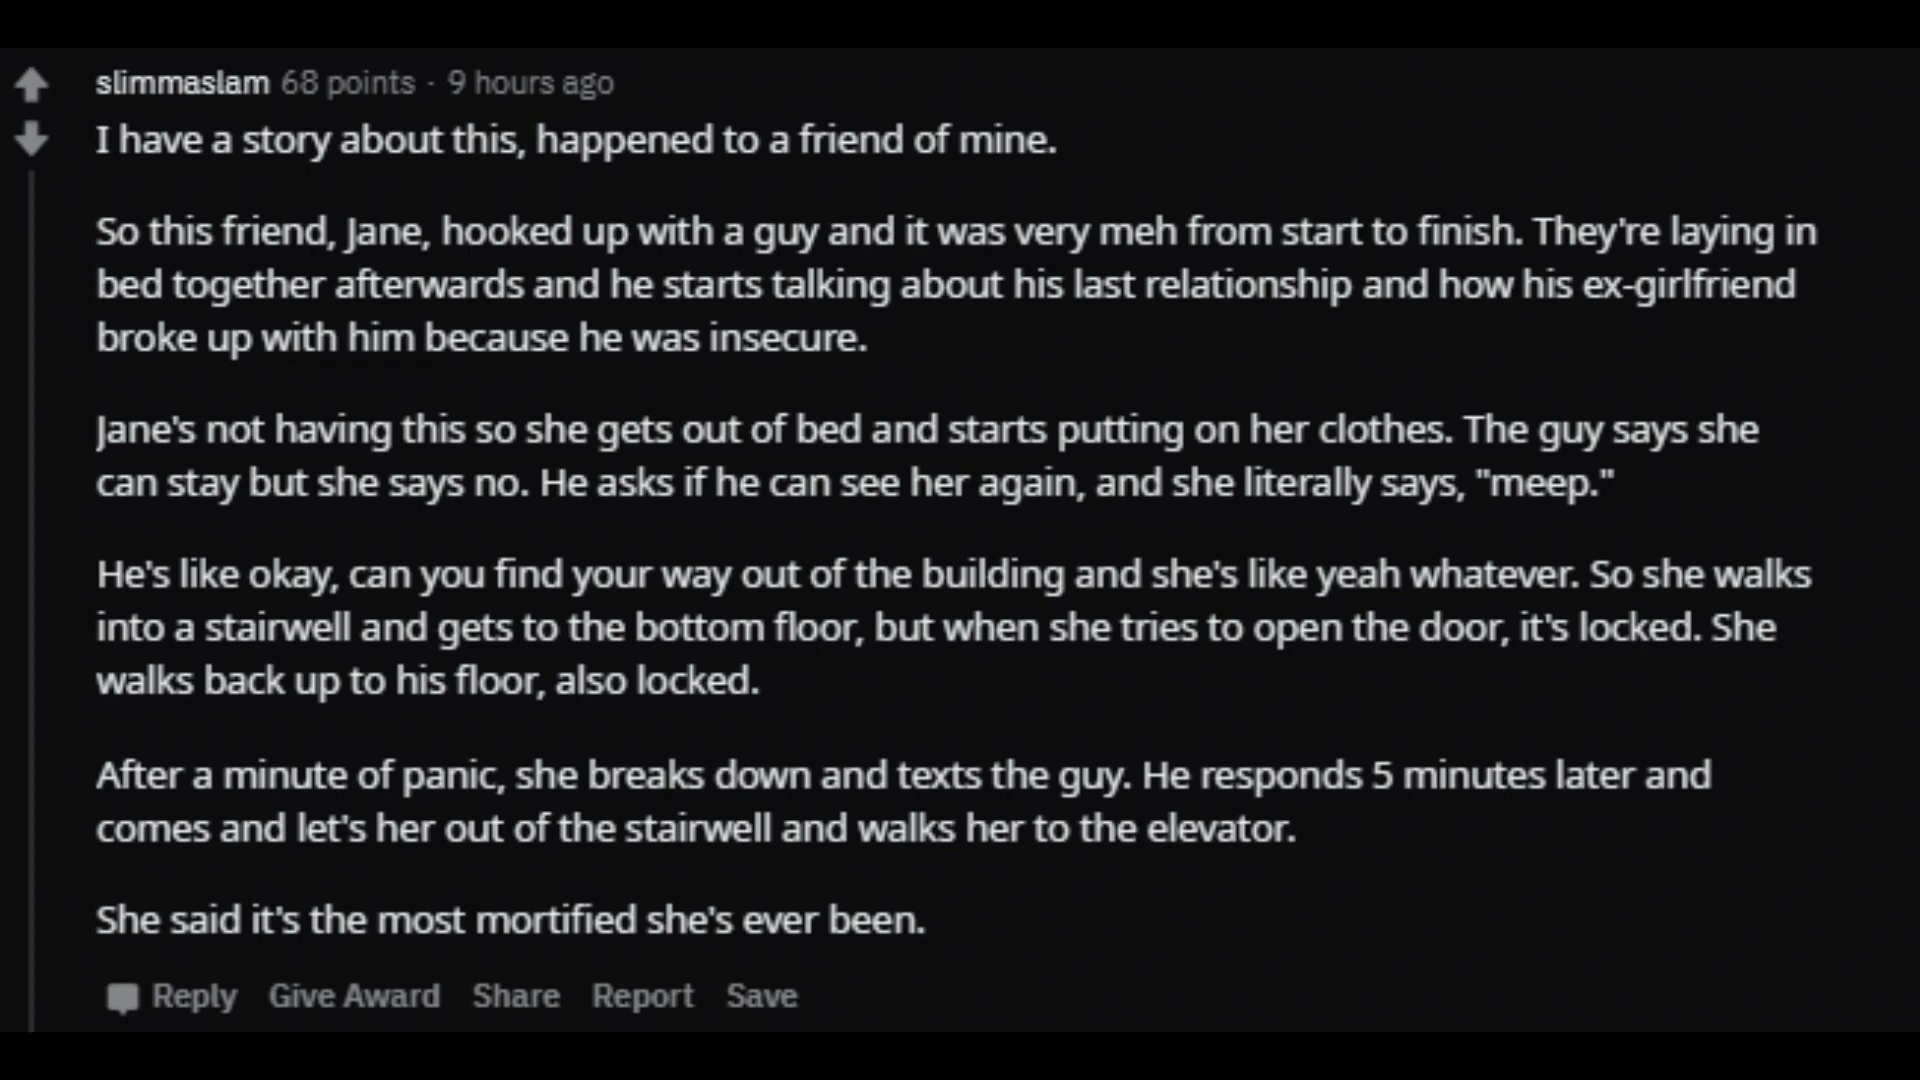 slimmaslam 68 points · 9 hours ago
I have a story about this, happened to a friend of mine.
So this friend, Jane, hooked up with a guy and it was very meh from start to finish. They're laying in
bed together afterwards and he starts talking about his last relationship and how his ex-girlfriend
broke up with him because he was insecure.
Jane's not having this so she gets out of bed and starts putting on her clothes. The guy says she
can stay but she says no. He asks if he can see her again, and she literally says, "meep."
He's like okay, can you find your way out of the building and she's like yeah whatever. So she walks
into a stairwell and gets to the bottom floor, but when she tries to open the door, it's locked. She
walks back up to his floor, also locked.
After a minute of panic, she breaks down and texts the guy. He responds 5 minutes later and
comes and let's her out of the stairwell and walks her to the elevator.
She said it's the most mortified she's ever been.
Reply Give Award Share Report Save